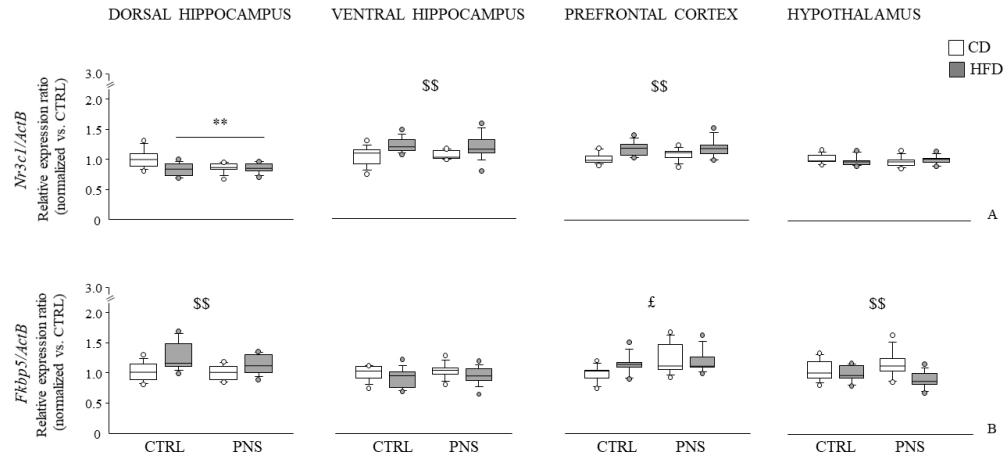 DORSAL HIPPOCAMPUS
VENTRAL HIPPOCAMPUS
PREFRONTAL CORTEX
HYPOTHALAMUS
CD
HFD
Nr3c1/ActB
Relative expression ratio
(normalized vs. CTRL)
3.0
2.0
1.5
1.0
0.5
0
**
$$
$$
A
Fkbp5/ActB
Relative expression ratio
(normalized vs. CTRL)
3.0
2.0
1.5
1.0
0.5
0
$$
£
$$
CTRL
PNS
CTRL
PNS
CTRL
PNS
CTRL
PNS
B